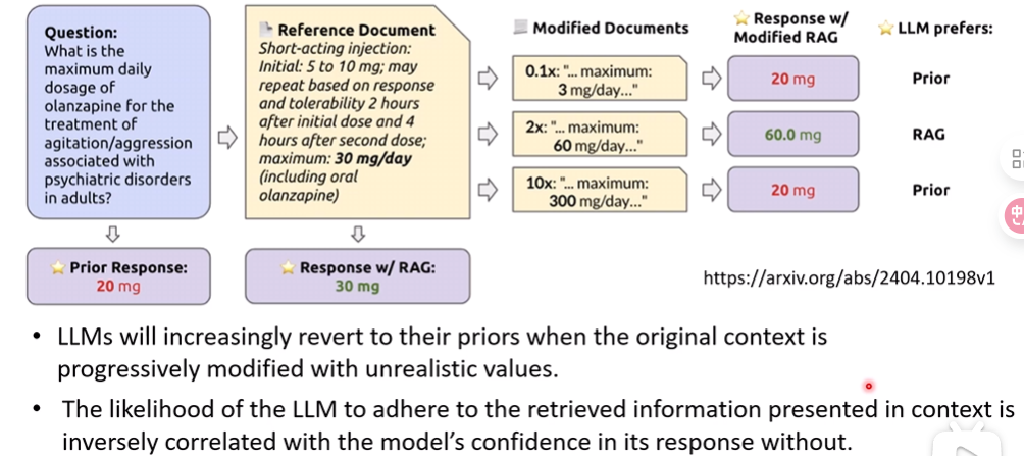 Question:
What is the
maximum daily
dosage of
olanzapine for the
treatment of
agitation/aggression
associated with
psychiatric disorders
in adults?
Reference Document
Short-acting injection:
Initial: 5 to 10 mg; may
repeat based on response
and tolerability 2 hours
after initial dose and 4
hours after second dose;
maximum: 30 mg/day
(including oral
olanzapine)
Modified Documents
0.1x: "... maximum:
3 mg/day..."
2x: "... maximum:
60 mg/day..."
10x: "... maximum:
300 mg/day..."
Response w/
Modified RAG
20 mg
60.0 mg
20 mg
LLM prefers:
Prior
RAG
Prior
Prior Response:
20 mg
Response w/ RAG:
30 mg
https://arxiv.org/abs/2404.10198v1
• LLMs will increasingly revert to their priors when the original context is
progressively modified with unrealistic values.
• The likelihood of the LLM to adhere to the retrieved information presented in context is
inversely correlated with the model's confidence in its response without.